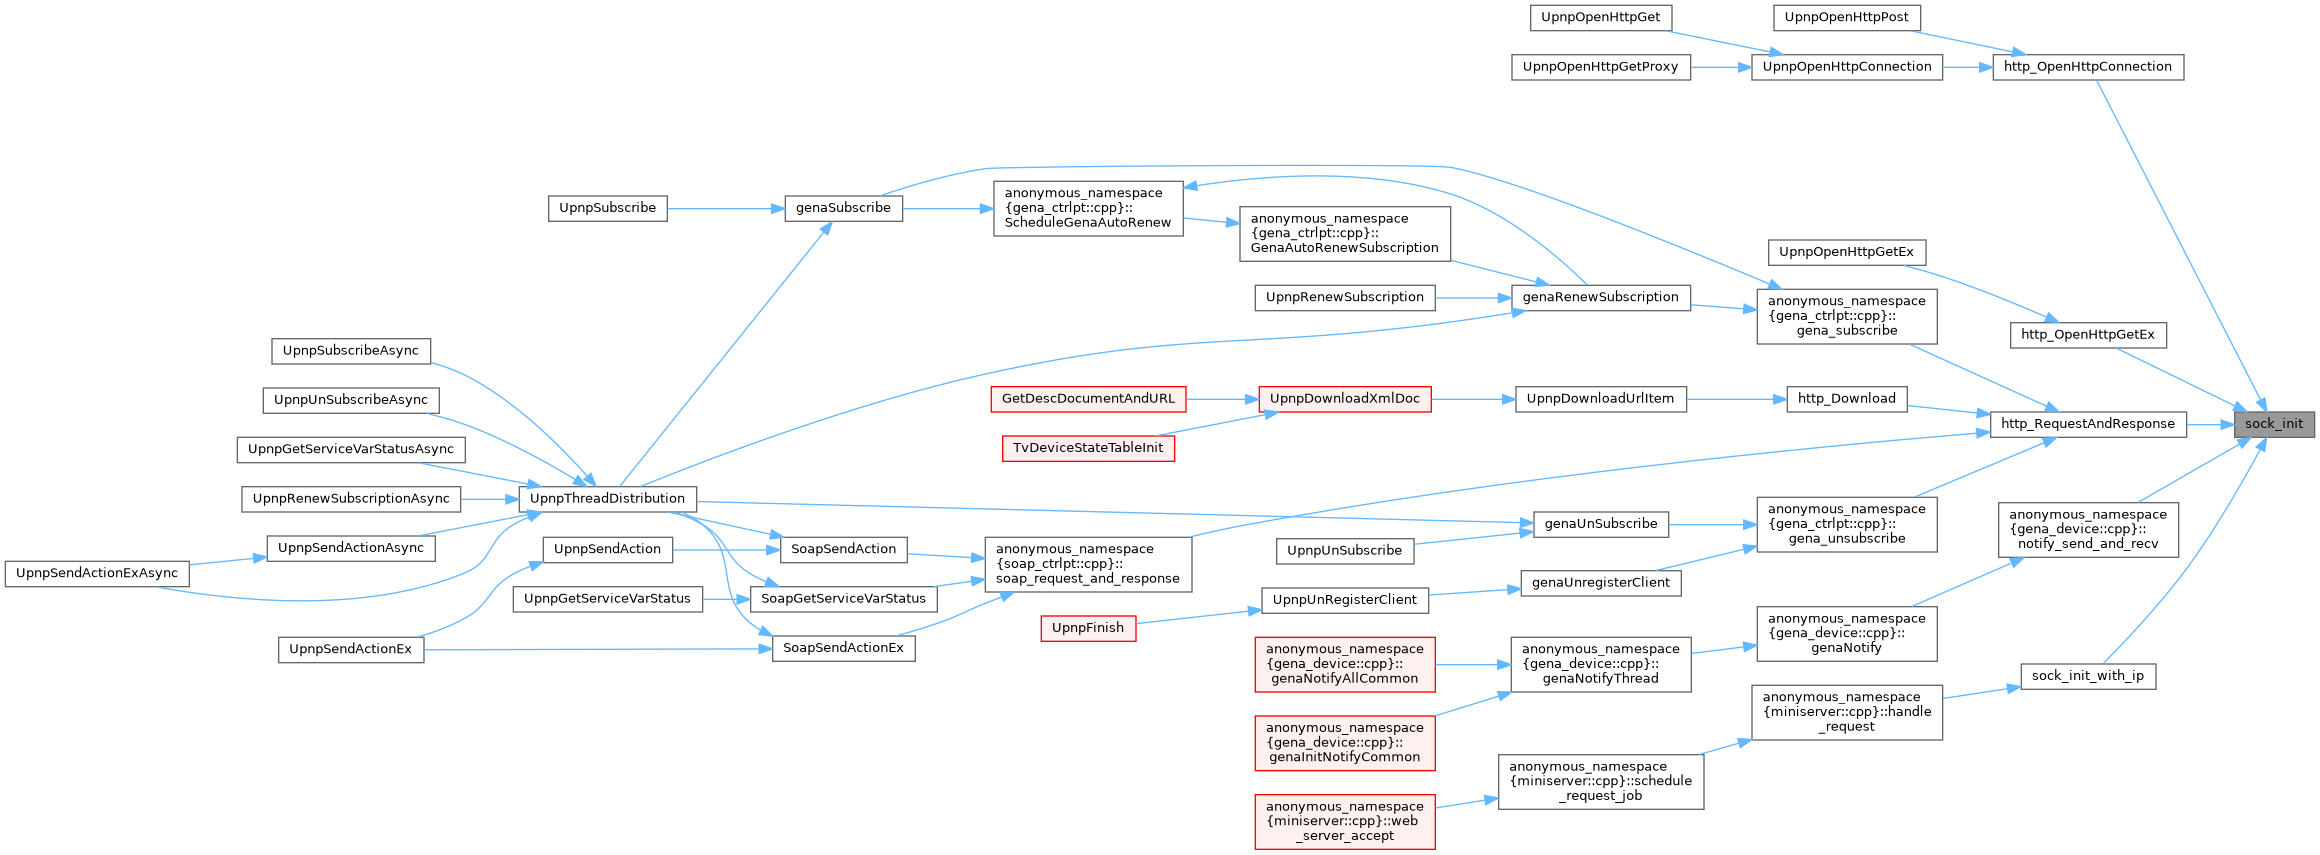 UpnpOpenHttpGet
UpnpOpenHttpPost
UpnpOpenHttpGetProxy
UpnpOpenHttpConnection
http_OpenHttpConnection
UpnpSubscribe
genaSubscribe
anonymous_namespace
{gena_ctrlpt::cpp}::
ScheduleGenaAutoRenew
anonymous_namespace
{gena_ctrlpt::cpp}::
GenaAutoRenewSubscription
UpnpOpenHttpGetEx
UpnpRenewSubscription
genaRenewSubscription
anonymous_namespace
{gena_ctrlpt::cpp}::
gena_subscribe
http_OpenHttpGetEx
UpnpSubscribeAsync
UpnpUnSubscribeAsync
GetDescDocumentAndURL
UpnpDownloadXmlDoc
UpnpDownloadUrlItem
http_Download
http_RequestAndResponse
sock_init
UpnpGetServiceVarStatusAsync
TvDeviceStateTableInit
UpnpRenewSubscriptionAsync
UpnpThreadDistribution
UpnpSendActionAsync
UpnpSendAction
SoapSendAction
genaUnSubscribe
anonymous_namespace
{gena_ctrlpt::cpp}::
gena_unsubscribe
anonymous_namespace
{gena_device::cpp}::
notify_send_and_recv
UpnpUnSubscribe
anonymous_namespace
{soap_ctrlpt::cpp}::
soap_request_and_response
UpnpSendActionExAsync
genaUnregisterClient
UpnpGetServiceVarStatus
SoapGetServiceVarStatus
UpnpUnRegisterClient
UpnpFinish
anonymous_namespace
{gena_device::cpp}::
genaNotify
UpnpSendActionEx
SoapSendActionEx
anonymous_namespace
{gena_device::cpp}::
genaNotifyAllCommon
anonymous_namespace
{gena_device::cpp}::
genaNotifyThread
sock_init_with_ip
anonymous_namespace
{miniserver::cpp}::handle
_request
anonymous_namespace
{gena_device::cpp}::
genaInitNotifyCommon
anonymous_namespace
{miniserver::cpp}::schedule
_request_job
anonymous_namespace
{miniserver::cpp}::web
_server_accept